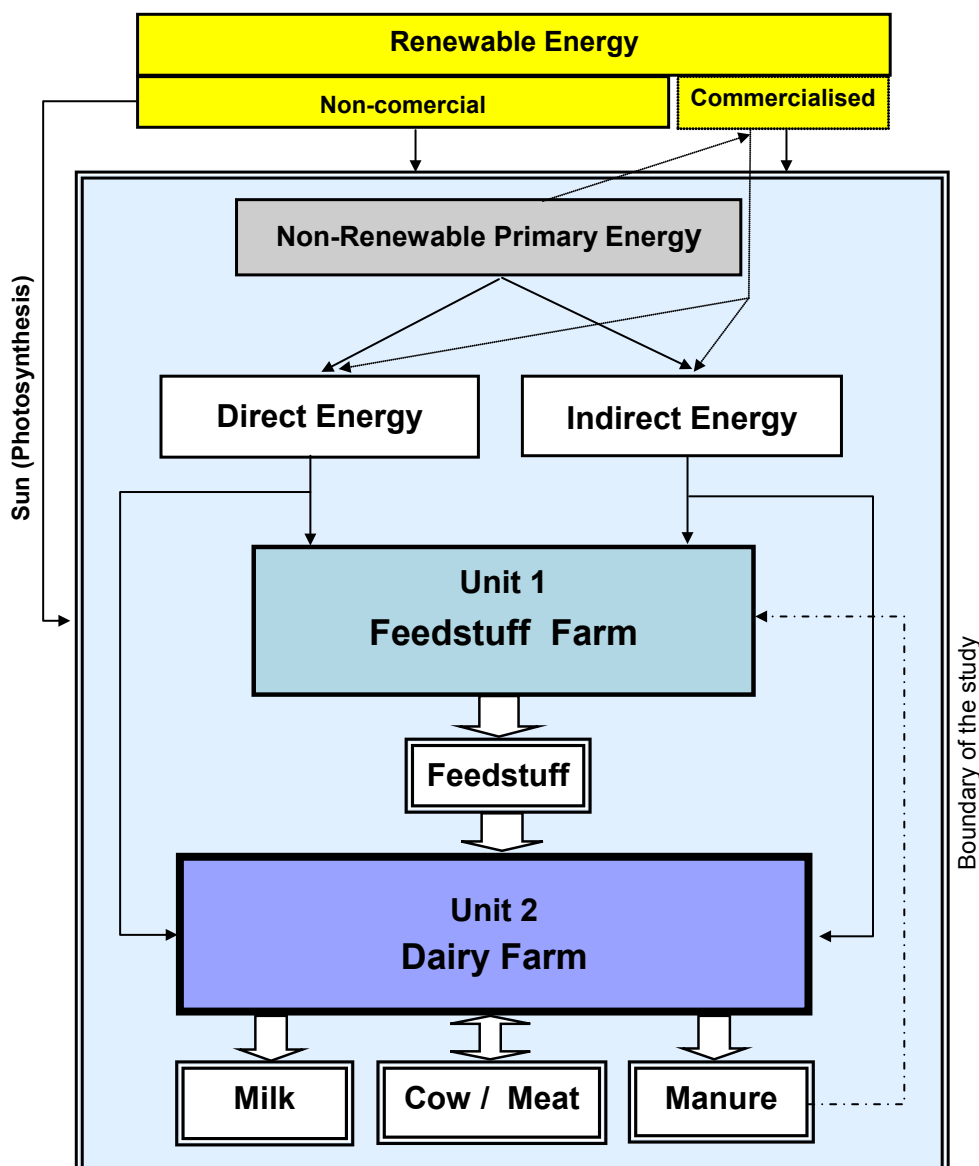 Renewable Energy
Non-comercial
Commercialised
Non-Renewable Primary Energy
Sun (Photosynthesis)
Direct Energy
Indirect Energy
Unit 1
Feedstuff Farm
Boundary of the study
Feedstuff
Unit 2
Dairy Farm
Milk
Cow / Meat
Manure